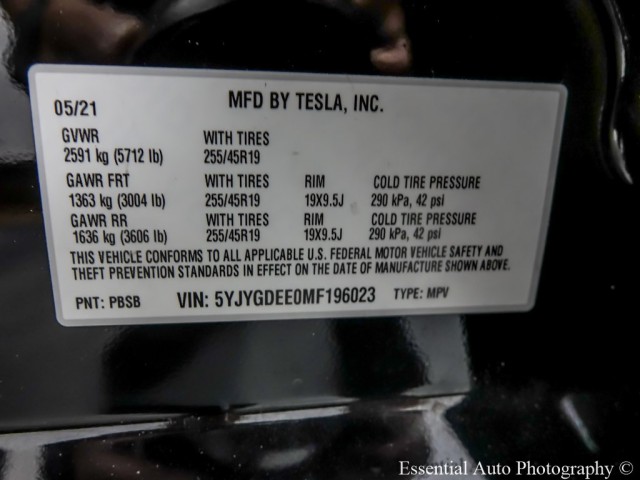 05/21 MFD BY TESLA, INC.
GVWR WITH TIRES
2591 kg (5712 lb) 255/45R19
GAWR FRT WITH TIRES RIM COLD TIRE PRESSURE
1363 kg (3004 lb) 255/45R19 19X9.5J 290 kPa, 42 psi
GAWR RR WITH TIRES RIM COLD TIRE PRESSURE
1636 kg (3606 lb) 255/45R19 19X9.5J 290 kPa, 42 psi
THIS VEHICLE CONFORMS TO ALL APPLICABLE U.S. FEDERAL MOTOR VEHICLE SAFETY AND
THEFT PREVENTION STANDARDS IN EFFECT ON THE DATE OF MANUFACTURE SHOWN ABOVE.
PNT: PBSB VIN: 5YJYGDEE0MF196023 TYPE: MPV
Essential Auto Photography (c)